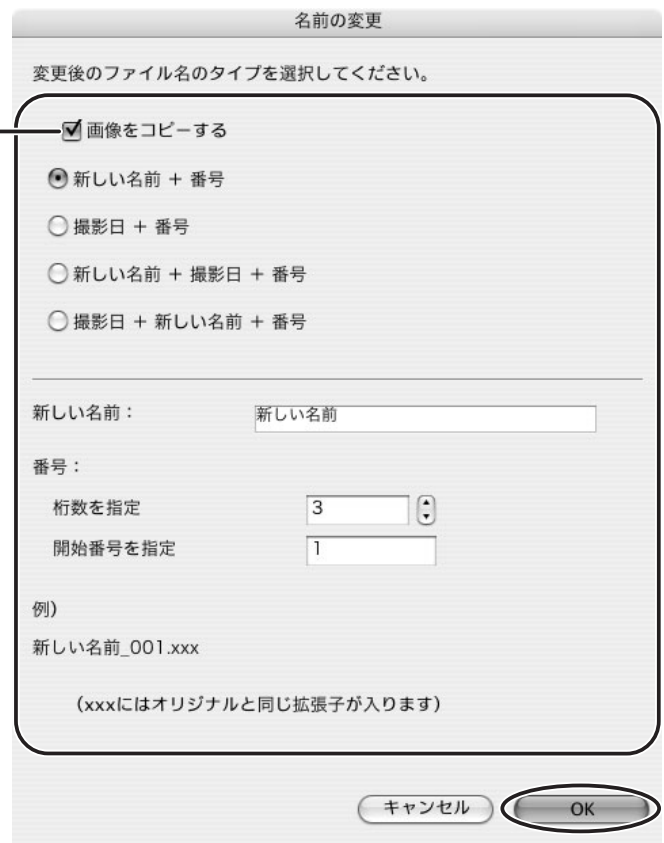 名前の変更
変更後のファイル名のタイプを選択してください。
画像をコピーする
新しい名前 + 番号
撮影日 + 番号
新しい名前 + 撮影日 + 番号
撮影日 + 新しい名前 + 番号
新しい名前： 新しい名前
番号：
桁数を指定 3
開始番号を指定 1
例）
新しい名前_001.xxx
（xxxにはオリジナルと同じ拡張子が入ります）
キャンセル OK